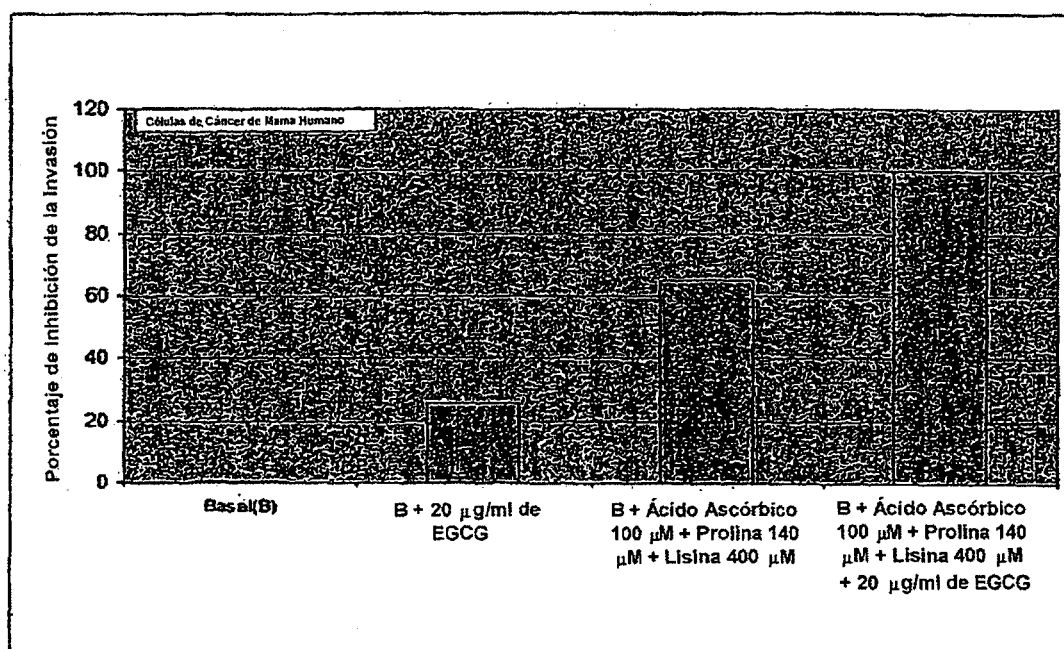 Células de Cáncer de Mama Humano
Porcentaje de Inhibición de la Invasión
120
100
80
60
40
20
0
Basal(B)
B + 20 µg/ml de
EGCG
B + Ácido Ascórbico
100 µM + Prolina 140
µM + Lisina 400 µM
B + Ácido Ascórbico
100 µM + Prolina 140
µM + Lisina 400 µM
+ 20 µg/ml de EGCG